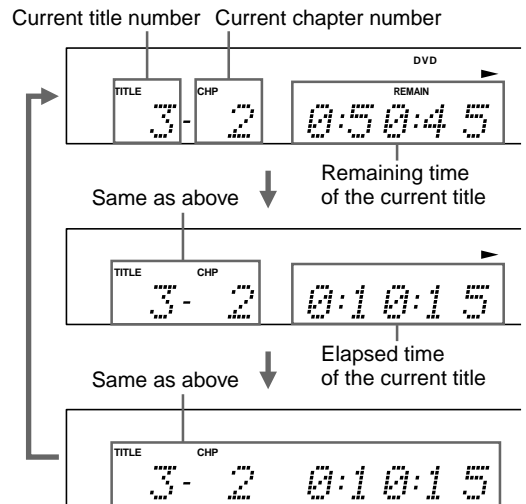 Current title number Current chapter number
DVD
TITLE CHP REMAIN
3- 2 0:50:45
Remaining time
of the current title
Same as above
TITLE CHP
3- 2 0:10:15
Elapsed time
of the current title
Same as above
TITLE CHP
3- 2 0:10:15